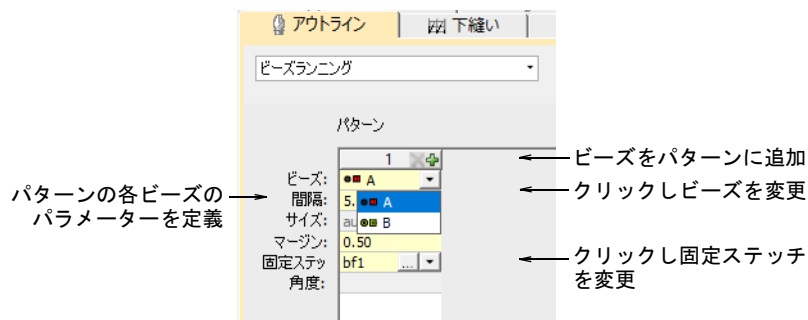 アウトライン
下縫い
ビーズランニング
パターン
1
ビーズをパターンに追加
ビーズ: A
クリックしビーズを変更
パターンの各ビーズの
パラメーターを定義
間隔: 5.
A
サイズ: au
B
マージン: 0.50
固定ステッ bf1 ...
クリックし固定ステッチ
を変更
角度: